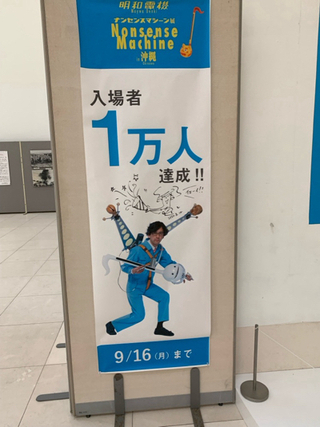 明和電機
ナンセンスマシーン展
Nonsense
Machine
in 沖縄
入場者
1万人
達成!!
9/16(月)まで